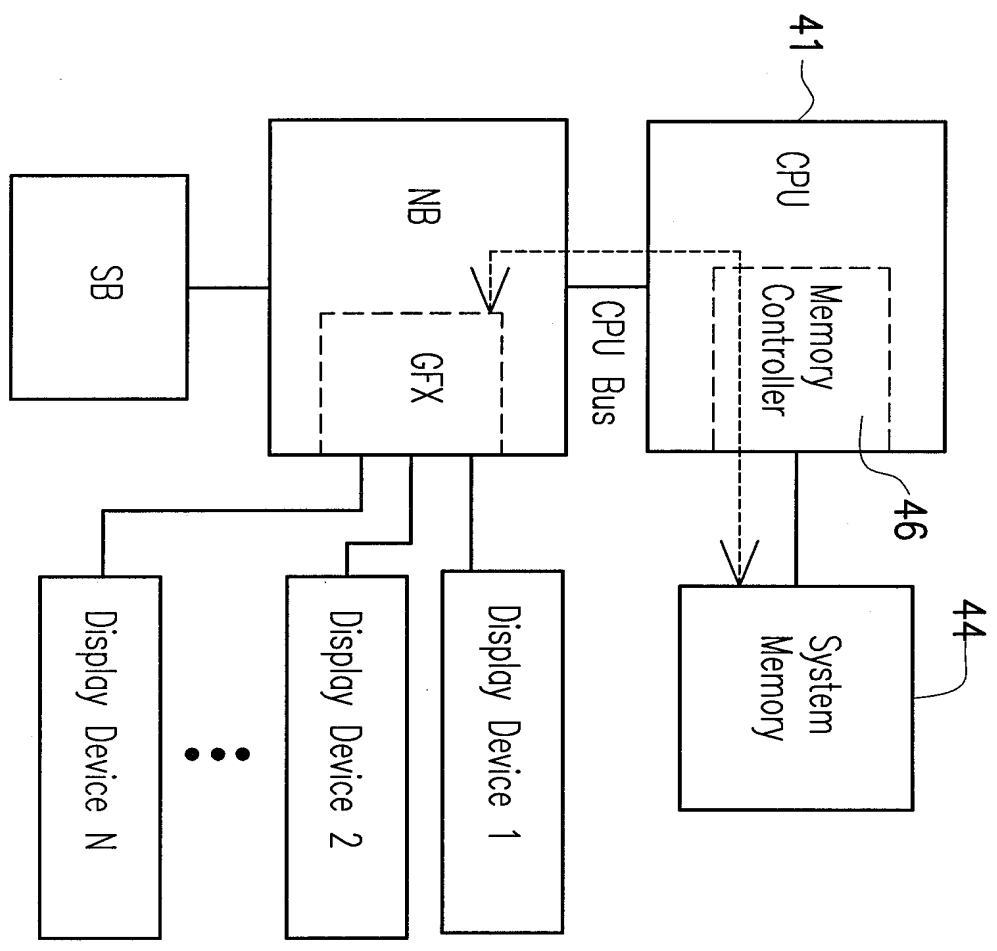 41
CPU
Memory
Controller
46
System
Memory
44
CPU Bus
NB
GFX
SB
Display Device 1
Display Device 2
Display Device N